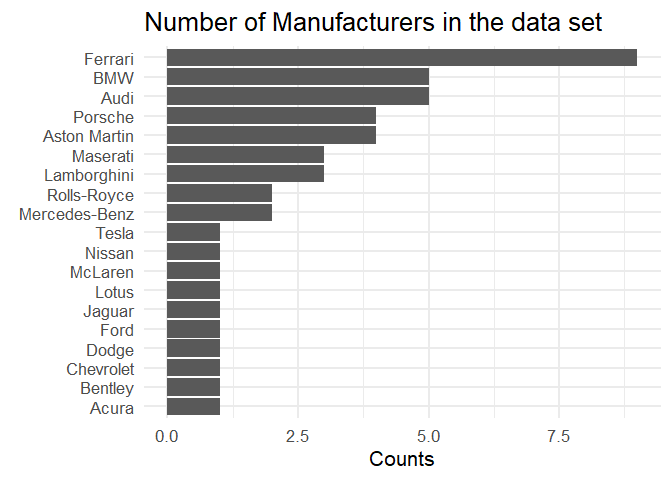 Number of Manufacturers in the data set
Ferrari
BMW
Audi
Porsche
Aston Martin
Maserati
Lamborghini
Rolls-Royce
Mercedes-Benz
Tesla
Nissan
McLaren
Lotus
Jaguar
Ford
Dodge
Chevrolet
Bentley
Acura
0.0 2.5 5.0 7.5
Counts